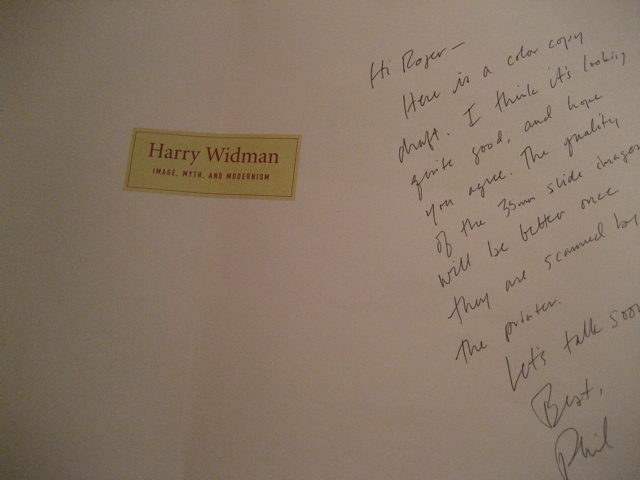 Harry Widman
IMAGE, MYTH, AND MODERNISM
Hi Roger—
Here is a color copy
draft. I think it's looking
quite good, and hope
you agree. The quality
of the 35mm slide images
will be better once
they are scanned by
the printer.
Let's talk soon
Best,
Phil